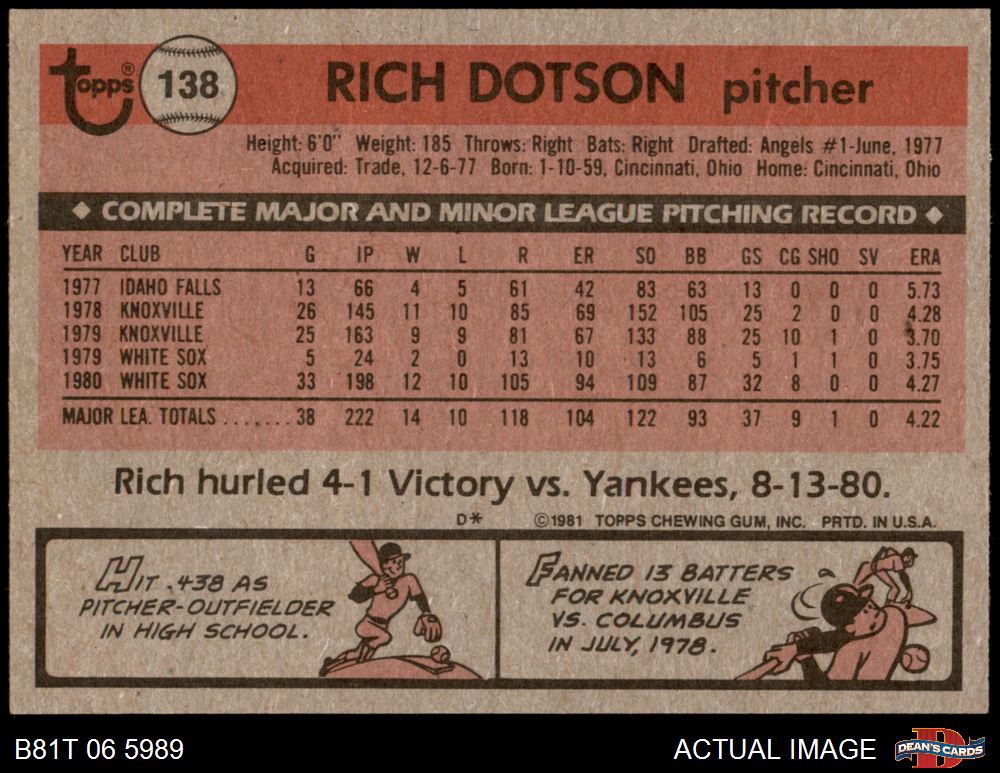 topps® 138 RICH DOTSON pitcher
Height: 6'0" Weight: 185 Throws: Right Bats: Right Drafted: Angels #1-June, 1977
Acquired: Trade, 12-6-77 Born: 1-10-59, Cincinnati, Ohio Home: Cincinnati, Ohio
◆ COMPLETE MAJOR AND MINOR LEAGUE PITCHING RECORD ◆
YEAR CLUB G IP W L R ER SO BB GS CG SHO SV ERA
1977 IDAHO FALLS 13 66 4 5 61 42 83 63 13 0 0 0 5.73
1978 KNOXVILLE 26 145 11 10 85 69 152 105 25 2 0 0 4.28
1979 KNOXVILLE 25 163 9 9 81 67 133 88 25 10 1 0 3.70
1979 WHITE SOX 5 24 2 0 13 10 13 6 5 1 1 0 3.75
1980 WHITE SOX 33 198 12 10 105 94 109 87 32 8 0 0 4.27
MAJOR LEA. TOTALS ....... 38 222 14 10 118 104 122 93 37 9 1 0 4.22
Rich hurled 4-1 Victory vs. Yankees, 8-13-80.
D* ©1981 TOPPS CHEWING GUM, INC. PRTD. IN U.S.A.
HIT .438 AS
PITCHER-OUTFIELDER
IN HIGH SCHOOL.
FANNED 13 BATTERS
FOR KNOXVILLE
VS. COLUMBUS
IN JULY, 1978.
B81T 06 5989 ACTUAL IMAGE D DEAN'S CARDS